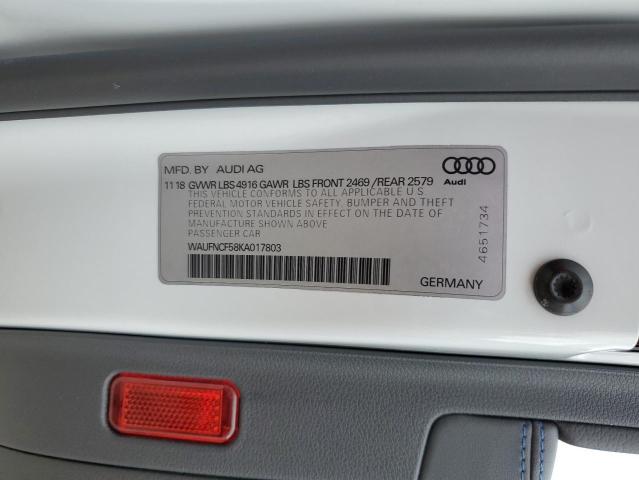 MFD. BY AUDI AG
11 18 GVWR LBS 4916 GAWR LBS FRONT 2469 /REAR 2579
THIS VEHICLE CONFORMS TO ALL APPLICABLE U S
FEDERAL MOTOR VEHICLE SAFETY, BUMPER AND THEFT
PREVENTION STANDARDS IN EFFECT ON THE DATE OF
MANUFACTURE SHOWN ABOVE
PASSENGER CAR
WAUFNCF58KA017803
Audi
4651734
GERMANY